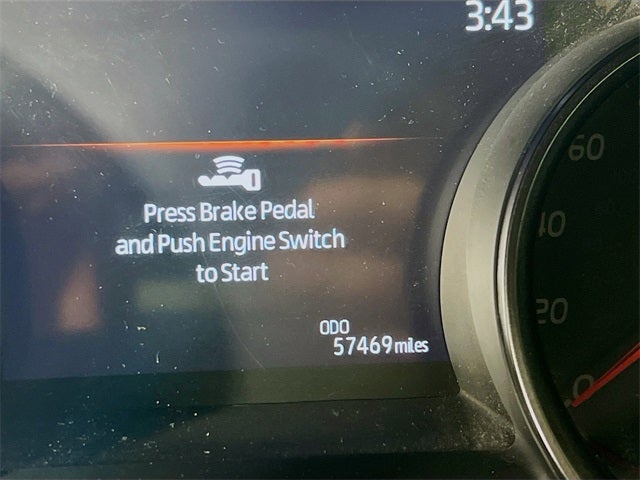 3:43
Press Brake Pedal
and Push Engine Switch
to Start
ODO
57469 miles
60
40
20
0